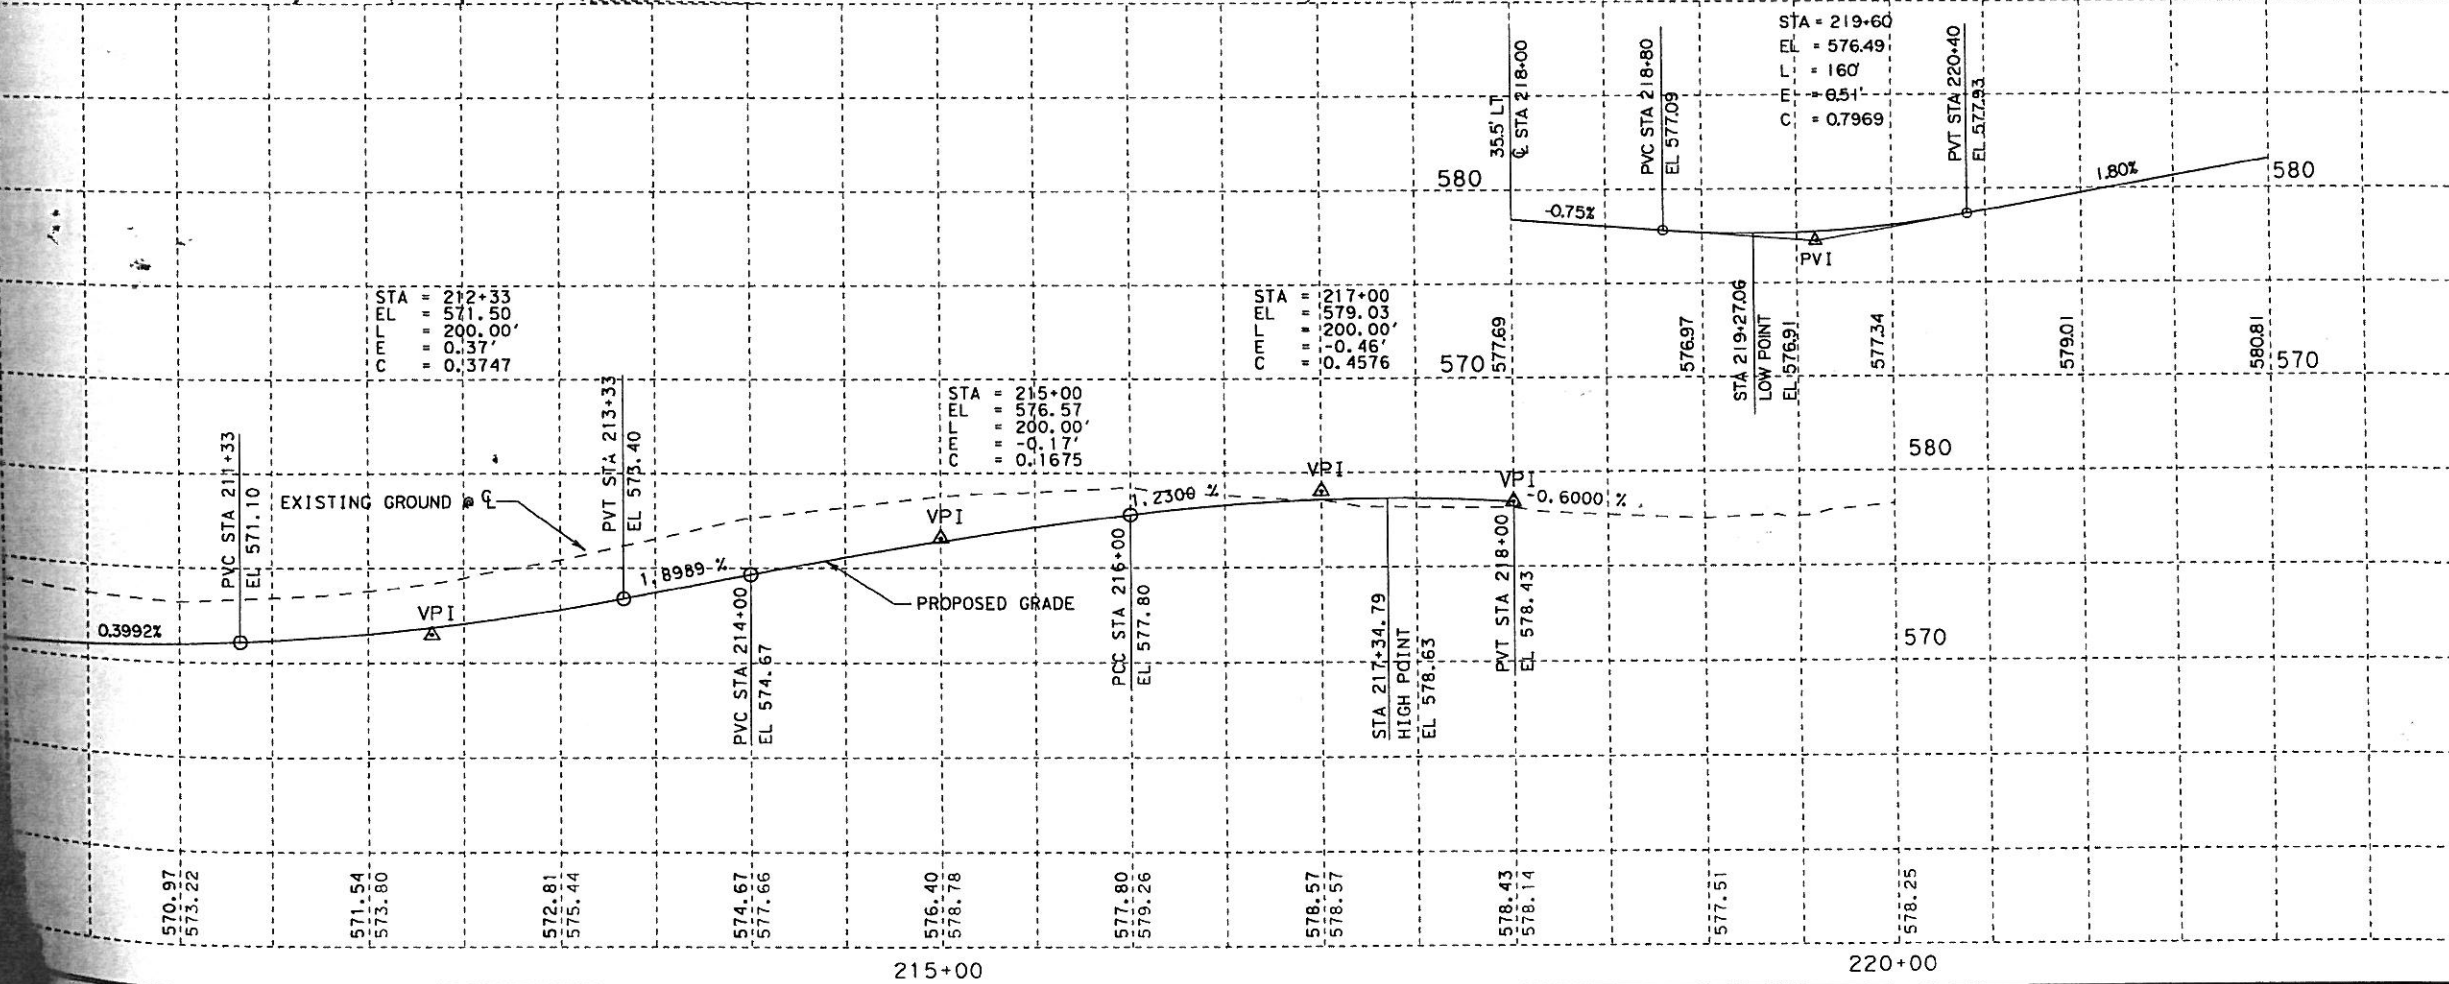 STA = 219+60
EL = 576.49
L = 160'
E = 0.51'
C = 0.7969
35.5' LT
℄ STA 218+00
PVC STA 218+80
EL 577.09
PVT STA 220+40
EL 577.93
580
-0.75%
1.80%
580
PVI
STA = 212+33
EL = 571.50
L = 200.00'
E = 0.37'
C = 0.3747
STA = 217+00
EL = 579.03
L = 200.00'
E = -0.46'
C = 0.4576
570
577.69
576.97
STA 219+27.06
LOW POINT
EL 576.91
577.34
579.01
580.81
570
STA = 215+00
EL = 576.57
L = 200.00'
E = -0.17'
C = 0.1675
PVC STA 211+33
EL 571.10
PVT STA 213+33
EL 573.40
EXISTING GROUND @ ℄
VPI
VPI
VPI
VPI
580
1.2300 %
-0.6000 %
1.8989 %
0.3992%
PROPOSED GRADE
PVC STA 214+00
EL 574.67
PCC STA 216+00
EL 577.80
STA 217+34.79
HIGH POINT
EL 578.63
PVT STA 218+00
EL 578.43
570
570.97
573.22
571.54
573.80
572.81
575.44
574.67
577.66
576.40
578.78
577.80
579.26
578.57
578.57
578.43
578.14
577.51
578.25
215+00
220+00